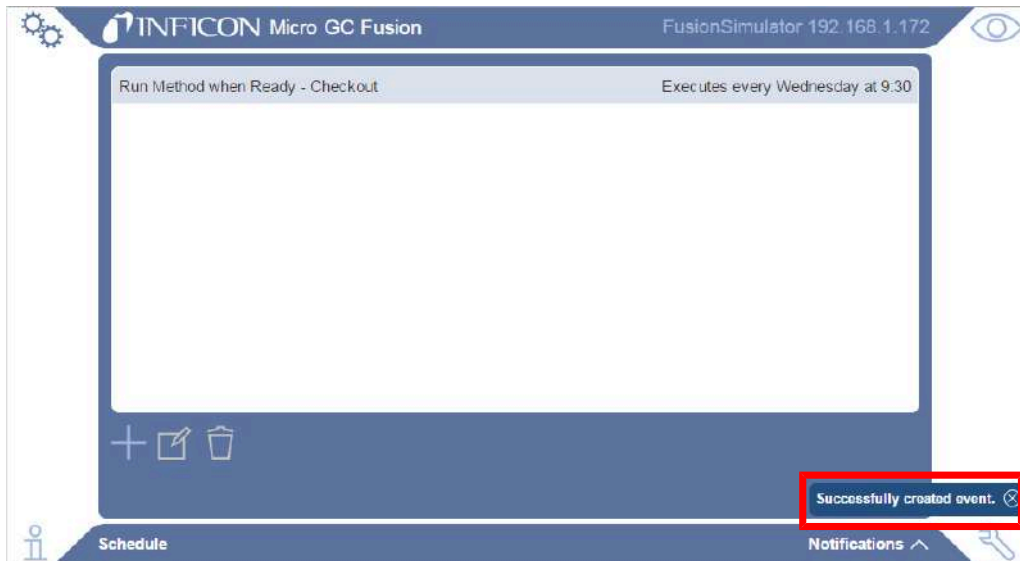 INFICON Micro GC Fusion
FusionSimulator 192.168.1.172
Run Method when Ready - Checkout
Executes every Wednesday at 9:30
Successfully created event.
Schedule
Notifications